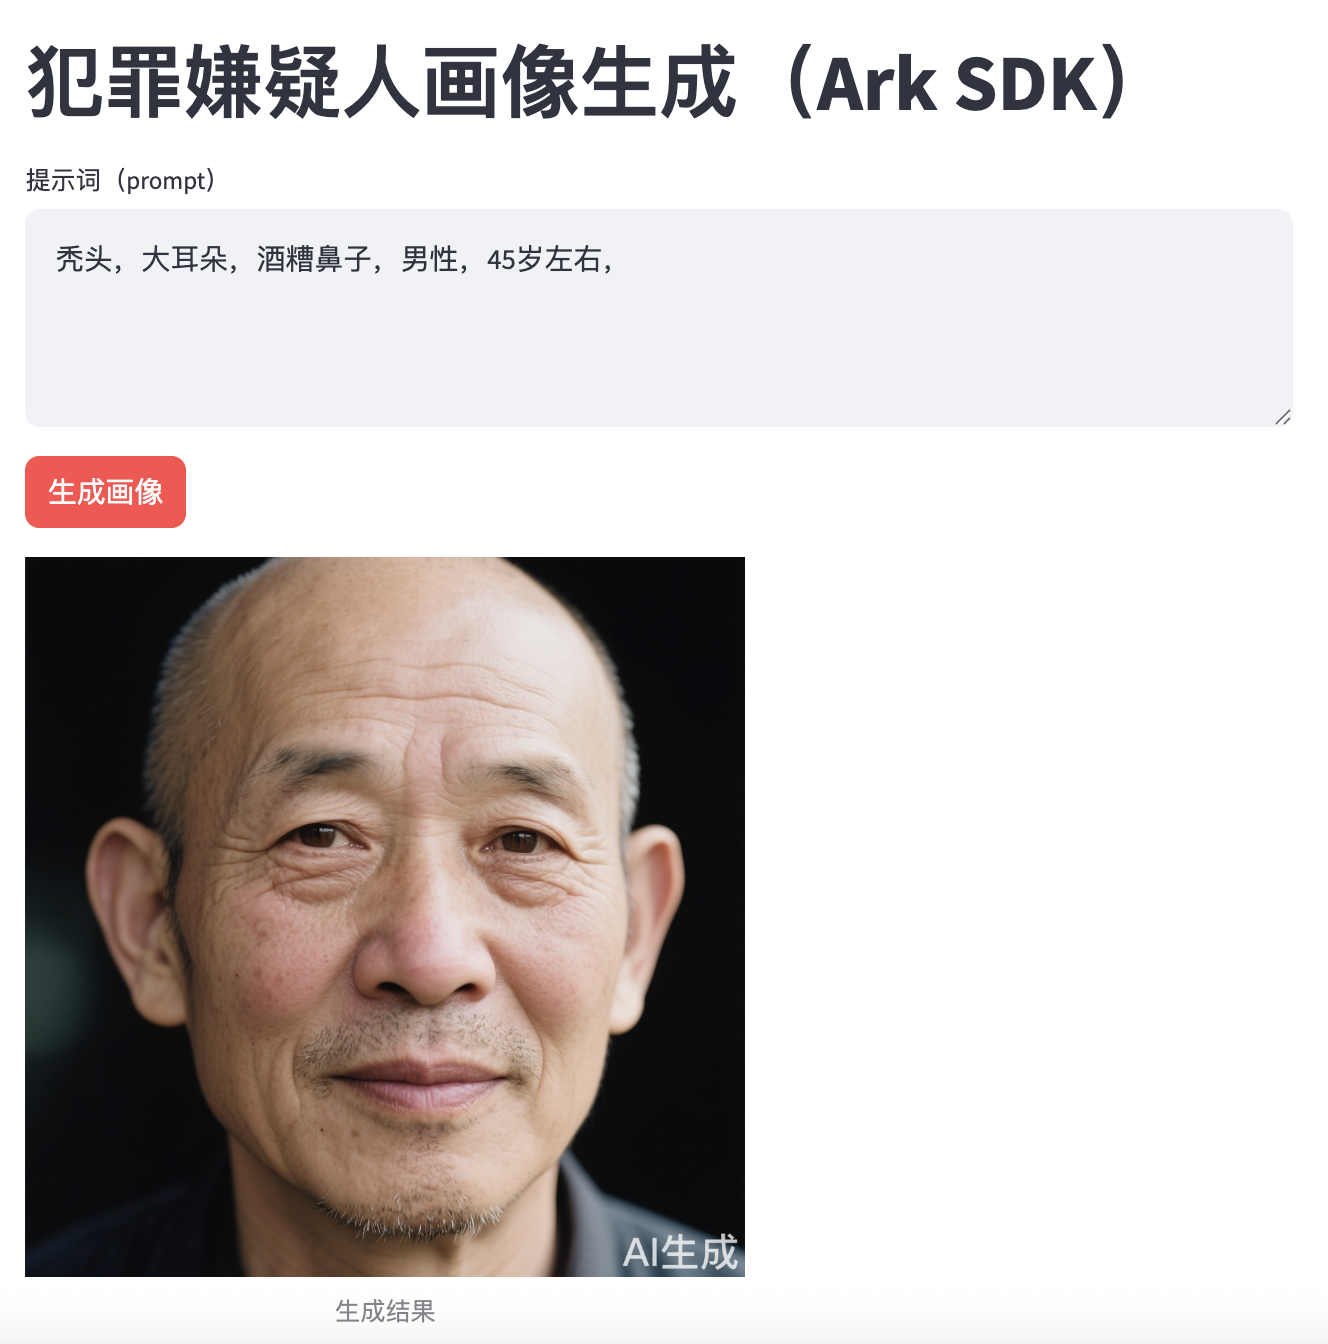 犯罪嫌疑人画像生成（Ark SDK）
提示词（prompt）
秃头，大耳朵，酒糟鼻子，男性，45岁左右，
生成画像
AI生成
生成结果